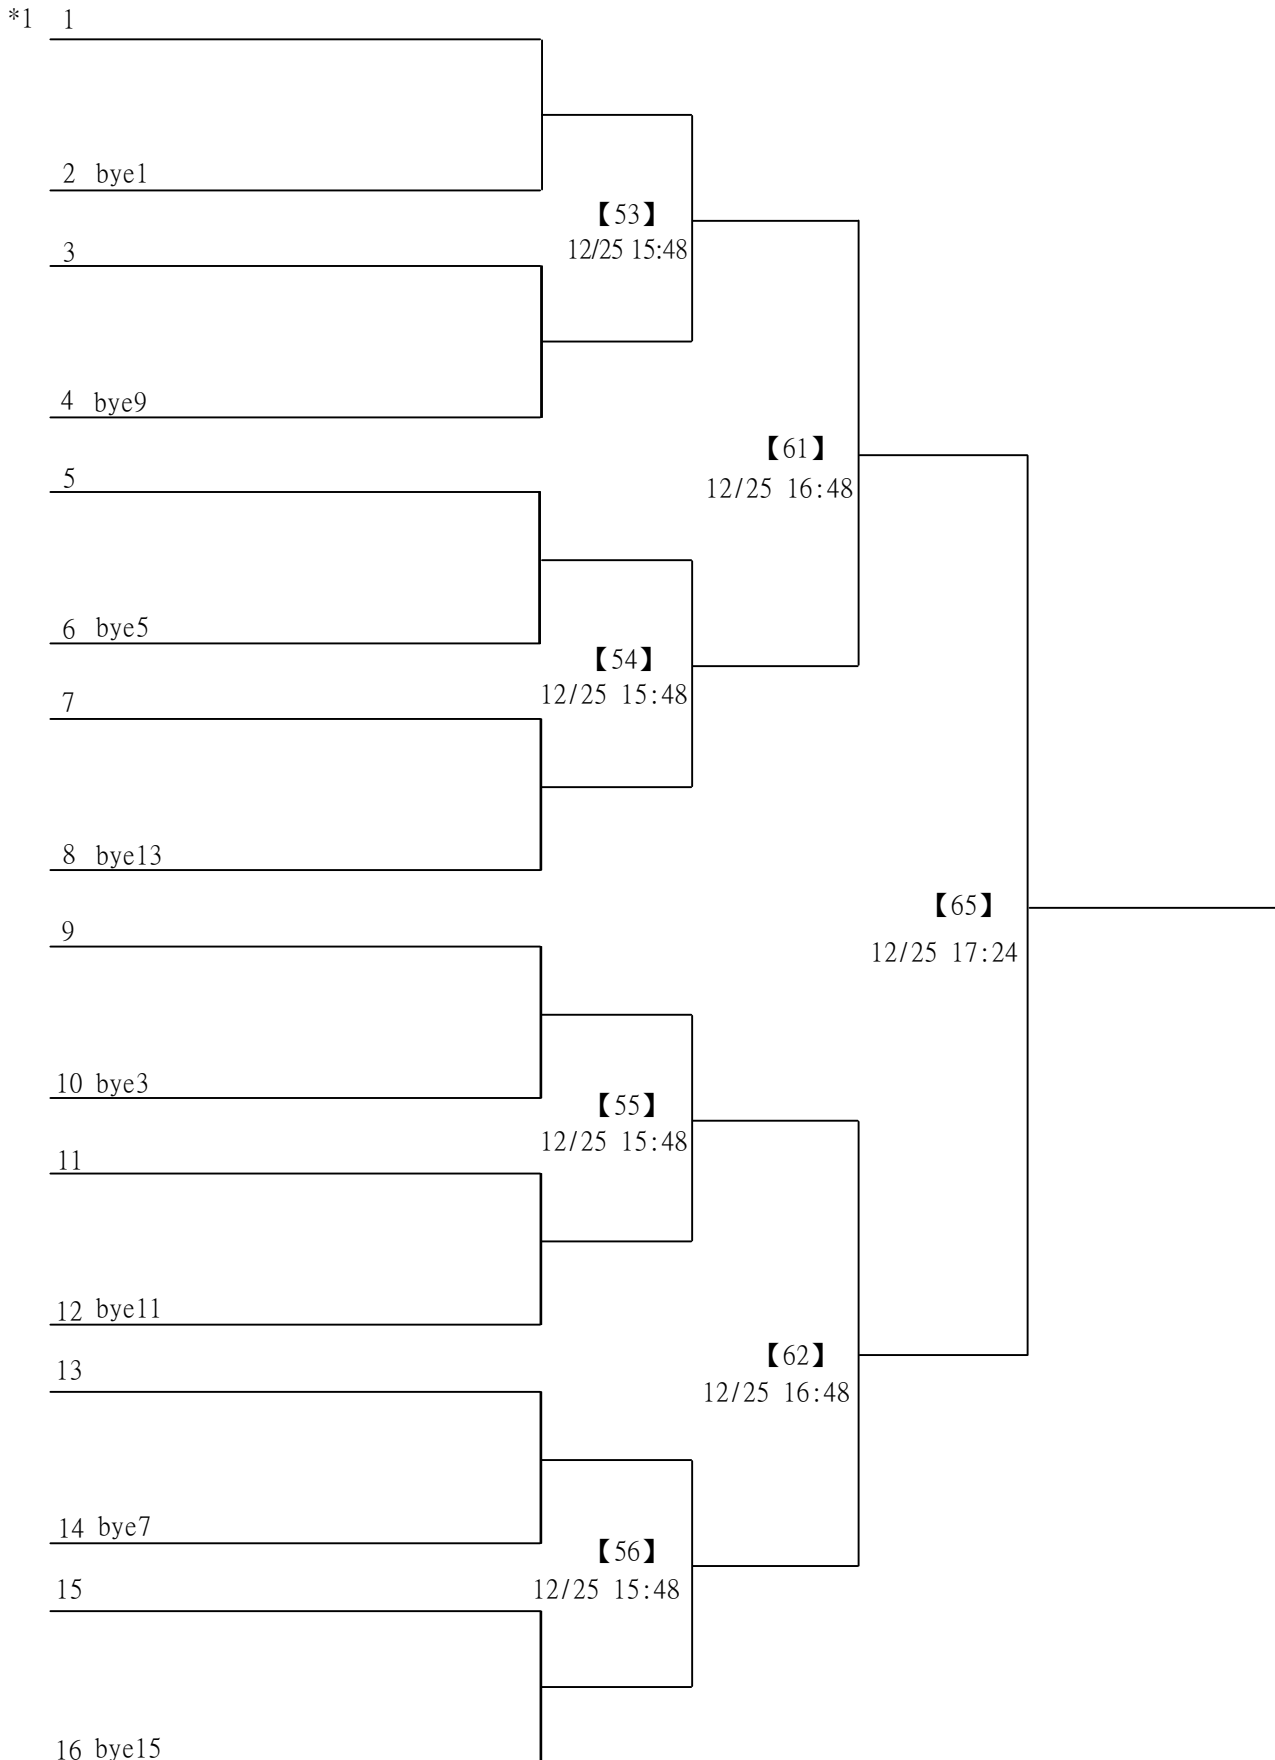 *1 1
2 bye1
【53】
12/25 15:48
3
4 bye9
【61】
12/25 16:48
5
6 bye5
【54】
12/25 15:48
7
8 bye13
【65】
12/25 17:24
9
10 bye3
【55】
12/25 15:48
11
12 bye11
【62】
12/25 16:48
13
14 bye7
【56】
12/25 15:48
15
16 bye15